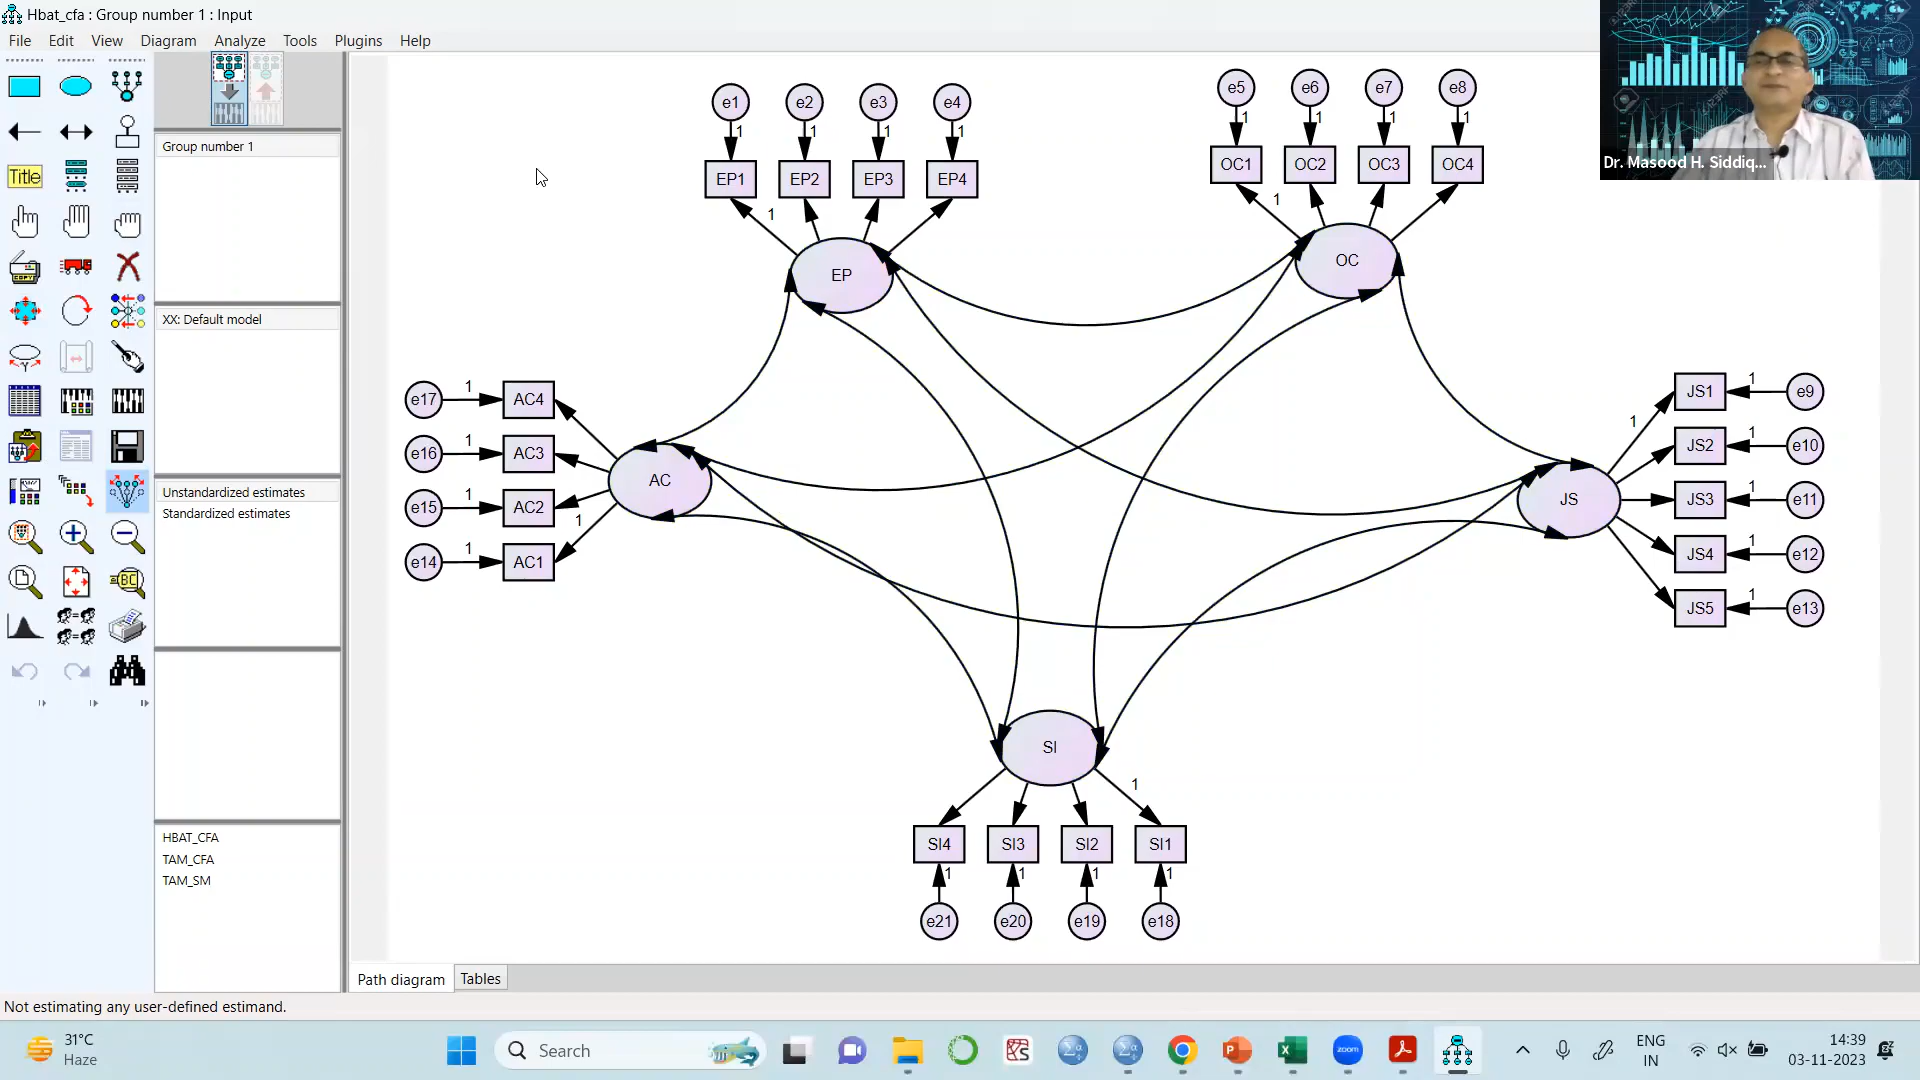 Hbat_cfa : Group number 1 : Input
File Edit View Diagram Analyze Tools Plugins Help
Dr. Masood H. Siddiq...
Title
Group number 1
XX: Default model
Unstandardized estimates
Standardized estimates
HBAT_CFA
TAM_CFA
TAM_SM
e1 e2 e3 e4
1 1 1 1
EP1 EP2 EP3 EP4
1
EP
e5 e6 e7 e8
1 1 1 1
OC1 OC2 OC3 OC4
1
OC
e17 1 AC4
e16 1 AC3
e15 1 AC2
1
e14 1 AC1
AC
JS1 1 e9
1
JS2 1 e10
JS3 1 e11
JS4 1 e12
JS5 1 e13
JS
SI
1
SI4 SI3 SI2 SI1
1 1 1 1
e21 e20 e19 e18
Path diagram Tables
Not estimating any user-defined estimand.
31°C
Haze
Search
zoom
ENG
IN
14:39
03-11-2023